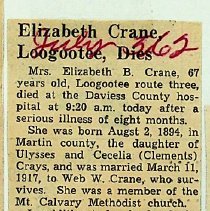 Elizabeth Crane,
Loogootee, Dies
July 362
Mrs. Elizabeth B. Crane, 67
years old, Loogootee route three,
died at the Daviess County hos-
pital at 9:20 a.m. today after a
serious illness of eight months.
She was born Augst 2, 1894, in
Martin county, the daughter of
Ulysses and Cecelia (Clements)
Crays, and was married March 11,
1917, to Web W. Crane, who sur-
vives. She was a member of the
Mt. Calvary Methodist church.